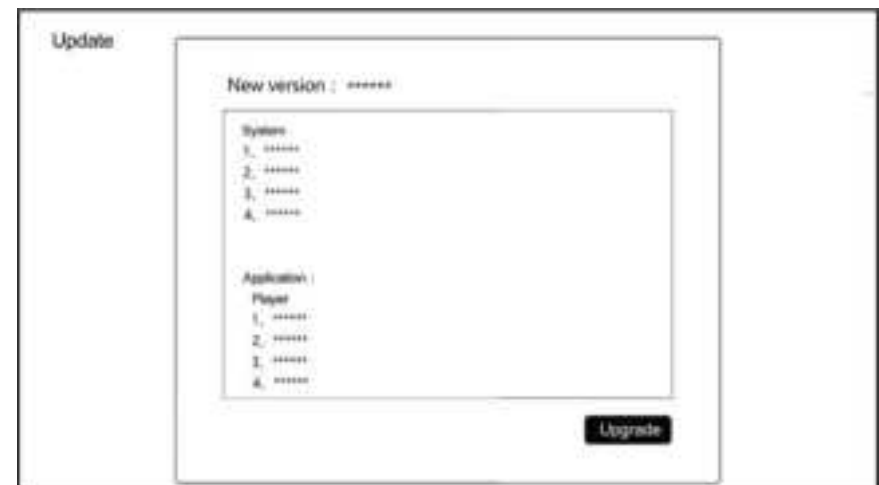 Update
New version : ******
System
1、 ******
2、 ******
3、 ******
4、 ******
Application :
Player
1、 ******
2、 ******
3、 ******
4、 ******
Upgrade